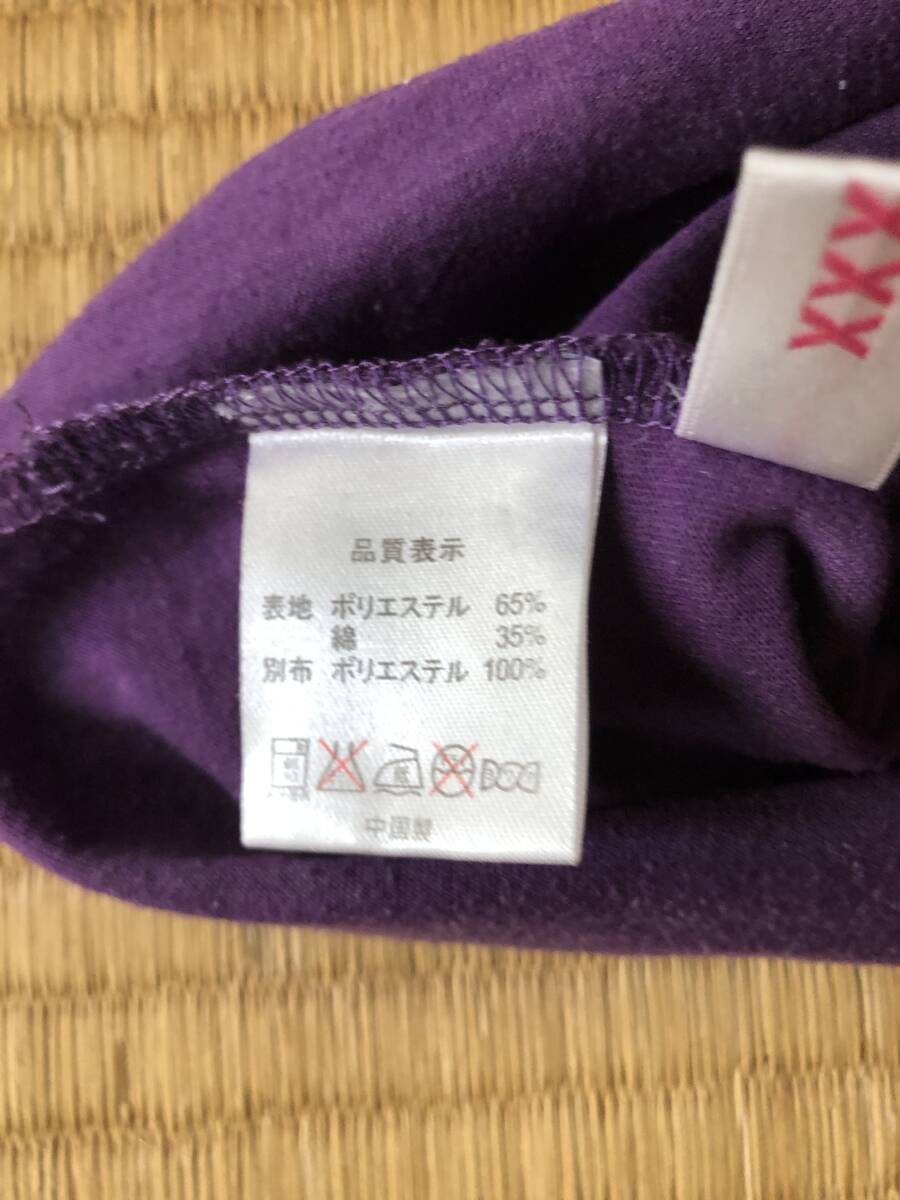 品質表示
表地 ポリエステル 65%
綿 35%
別布 ポリエステル 100%
中国製
XXX